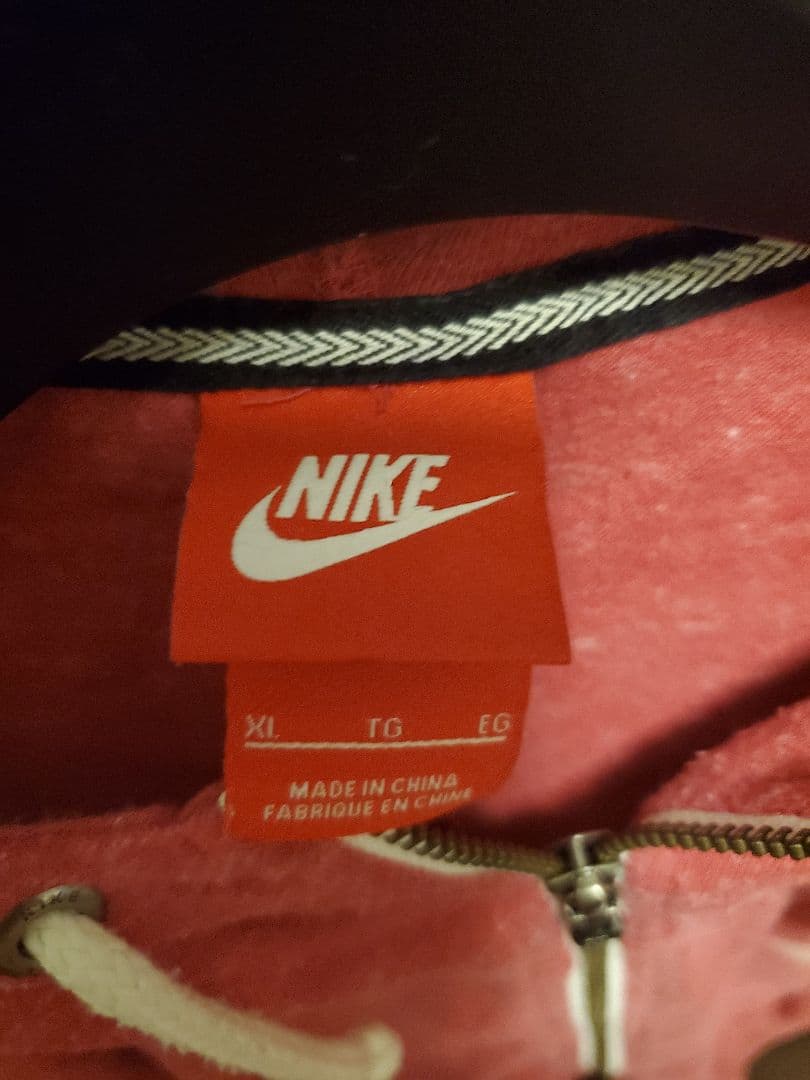 NIKE
XL TG EG
MADE IN CHINA
FABRIQUE EN CHINE